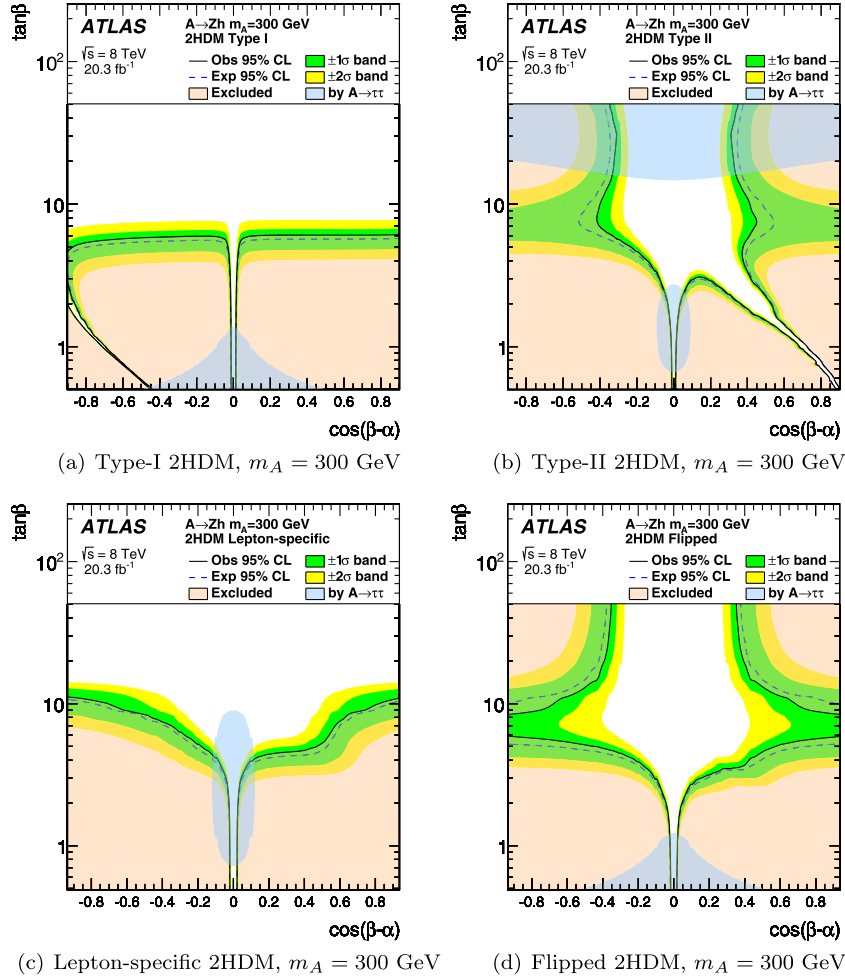 tanβ
ATLAS
√s = 8 TeV
20.3 fb⁻¹
A→Zh m_A=300 GeV
2HDM Type I
Obs 95% CL
±1σ band
Exp 95% CL
±2σ band
Excluded
by A→ττ
10²
10
1
-0.8 -0.6 -0.4 -0.2 0 0.2 0.4 0.6 0.8
cos(β-α)
(a) Type-I 2HDM, m_A = 300 GeV
tanβ
ATLAS
√s = 8 TeV
20.3 fb⁻¹
A→Zh m_A=300 GeV
2HDM Type II
Obs 95% CL
±1σ band
Exp 95% CL
±2σ band
Excluded
by A→ττ
10²
10
1
-0.8 -0.6 -0.4 -0.2 0 0.2 0.4 0.6 0.8
cos(β-α)
(b) Type-II 2HDM, m_A = 300 GeV
tanβ
ATLAS
√s = 8 TeV
20.3 fb⁻¹
A→Zh m_A=300 GeV
2HDM Lepton-specific
Obs 95% CL
±1σ band
Exp 95% CL
±2σ band
Excluded
by A→ττ
10²
10
1
-0.8 -0.6 -0.4 -0.2 0 0.2 0.4 0.6 0.8
cos(β-α)
(c) Lepton-specific 2HDM, m_A = 300 GeV
tanβ
ATLAS
√s = 8 TeV
20.3 fb⁻¹
A→Zh m_A=300 GeV
2HDM Flipped
Obs 95% CL
±1σ band
Exp 95% CL
±2σ band
Excluded
by A→ττ
10²
10
1
-0.8 -0.6 -0.4 -0.2 0 0.2 0.4 0.6 0.8
cos(β-α)
(d) Flipped 2HDM, m_A = 300 GeV